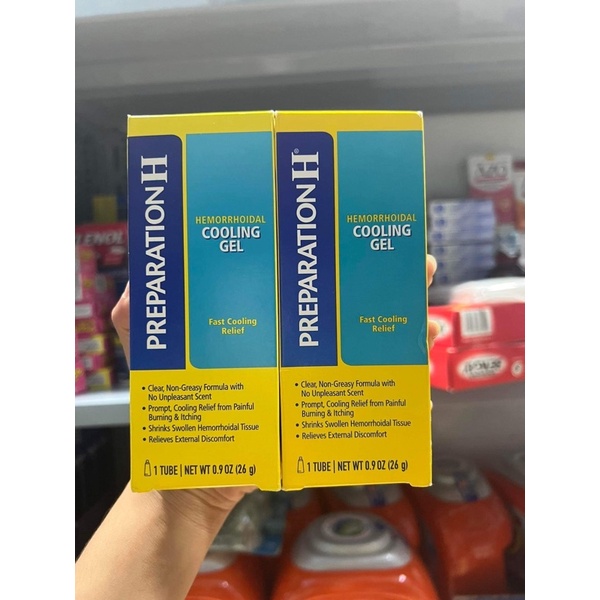 PREPARATION H
HEMORRHOIDAL
COOLING
GEL
Fast Cooling
Relief
• Clear, Non-Greasy Formula with
No Unpleasant Scent
• Prompt, Cooling Relief from Painful
Burning & Itching
• Shrinks Swollen Hemorrhoidal Tissue
• Relieves External Discomfort
1 TUBE | NET WT 0.9 OZ (26 g)
PREPARATION H®
HEMORRHOIDAL
COOLING
GEL
Fast Cooling
Relief
• Clear, Non-Greasy Formula with
No Unpleasant Scent
• Prompt, Cooling Relief from Painful
Burning & Itching
• Shrinks Swollen Hemorrhoidal Tissue
• Relieves External Discomfort
1 TUBE | NET WT 0.9 OZ (26 g)
LENOL
AZO